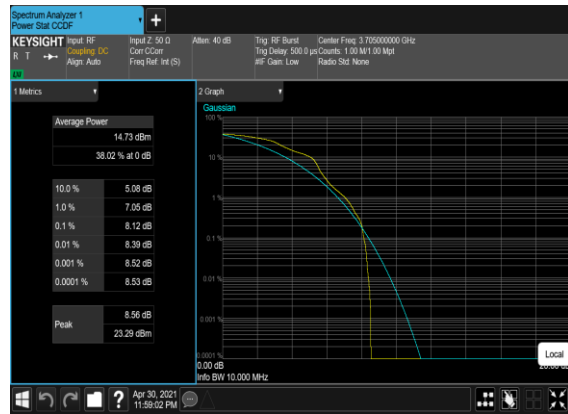 Spectrum Analyzer 1
Power Stat CCDF
KEYSIGHT
R T
LM
Input: RF
Coupling: DC
Align: Auto
Input Z: 50 Ω
Corr CCorr
Freq Ref: Int (S)
Atten: 40 dB
Trig: RF Burst
Trig Delay: 500.0 µs
#IF Gain: Low
Center Freq: 3.705000000 GHz
Counts: 1.00 M/1.00 Mpt
Radio Std: None
1 Metrics
Average Power
14.73 dBm
38.02 % at 0 dB
10.0 % 5.08 dB
1.0 % 7.05 dB
0.1 % 8.12 dB
0.01 % 8.39 dB
0.001 % 8.52 dB
0.0001 % 8.53 dB
Peak
8.56 dB
23.29 dBm
2 Graph
Gaussian
100 %
10 %
1 %
0.1 %
0.01 %
0.001 %
0.0001 %
0.00 dB
Info BW 10.000 MHz
Local
?
Apr 30, 2021
11:59:02 PM